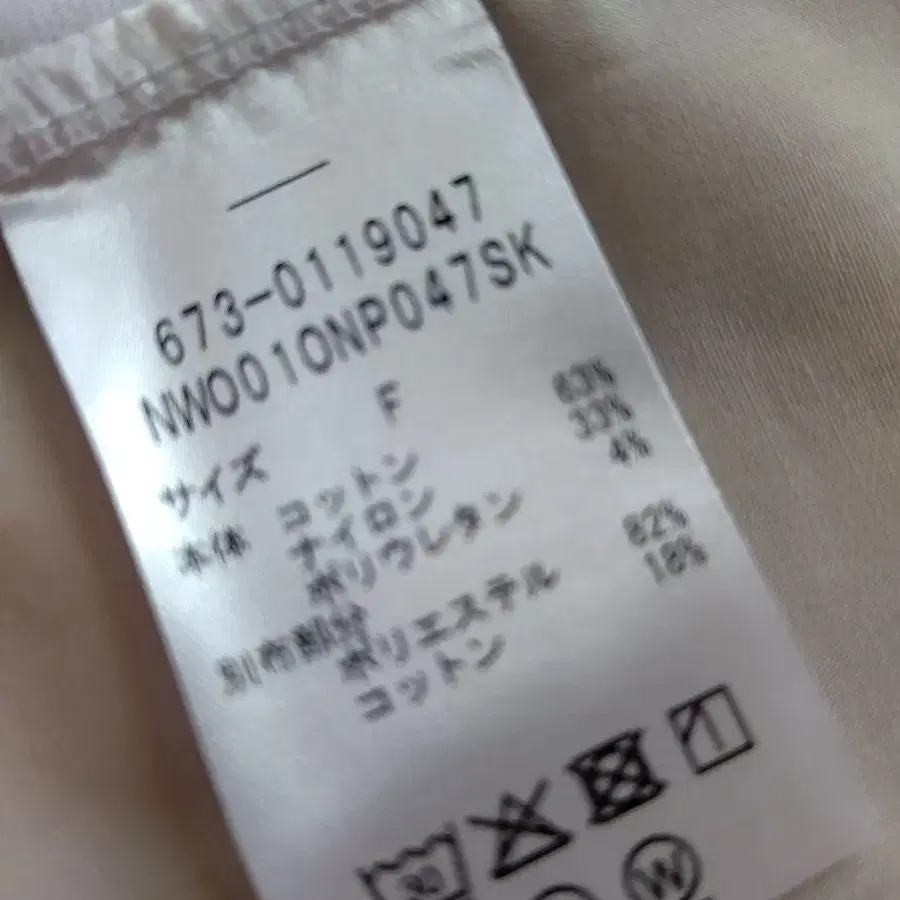 673-0119047
NW0010NP047SK
サイズ F
本体 コットン 63%
ナイロン 33%
ポリウレタン 4%
別布部分
ポリエステル 82%
コットン 18%
W